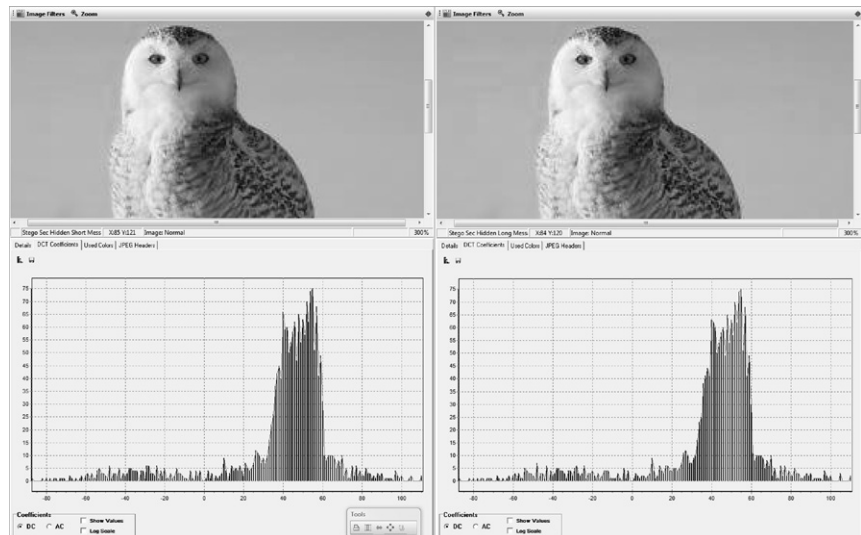 Image Filters Zoom
Stego Sec Hidden Short Mess X:85 Y:121 Image: Normal 300%
Details DCT Coefficients Used Colors JPEG Headers
75
70
65
60
55
50
45
40
35
30
25
20
15
10
5
0
-80 -60 -40 -20 0 20 40 60 80 100
Coefficients
DC AC Show Values
Log Scale
Tools
Image Filters Zoom
Stego Sec Hidden Long Mess X:84 Y:120 Image: Normal 300%
Details DCT Coefficients Used Colors JPEG Headers
75
70
65
60
55
50
45
40
35
30
25
20
15
10
5
0
-80 -60 -40 -20 0 20 40 60 80 100
Coefficients
DC AC Show Values
Log Scale